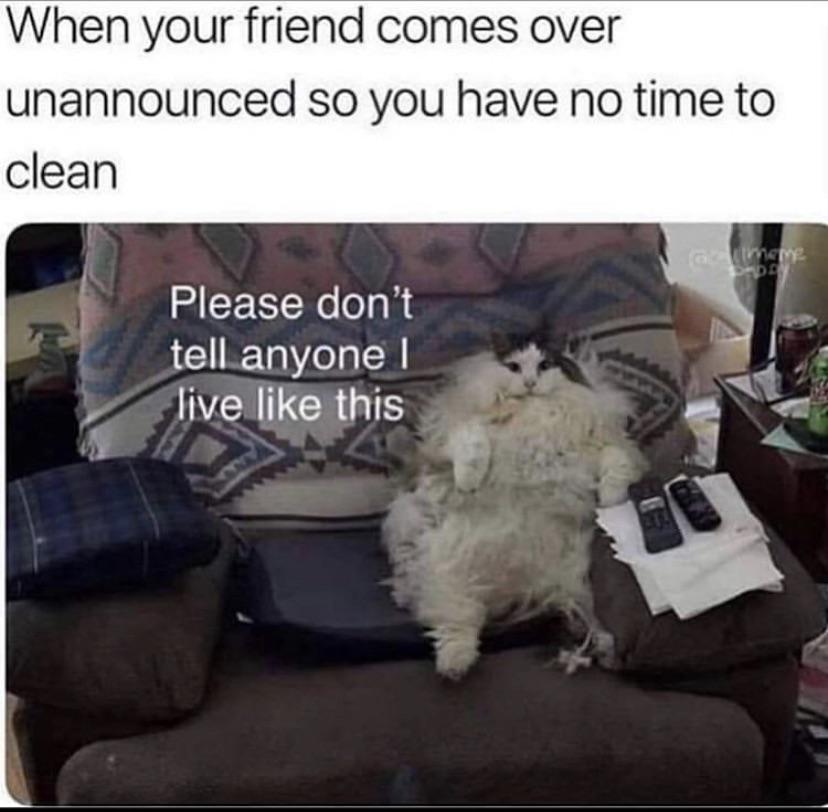 When your friend comes over
unannounced so you have no time to
clean
Please don't
tell anyone I
live like this